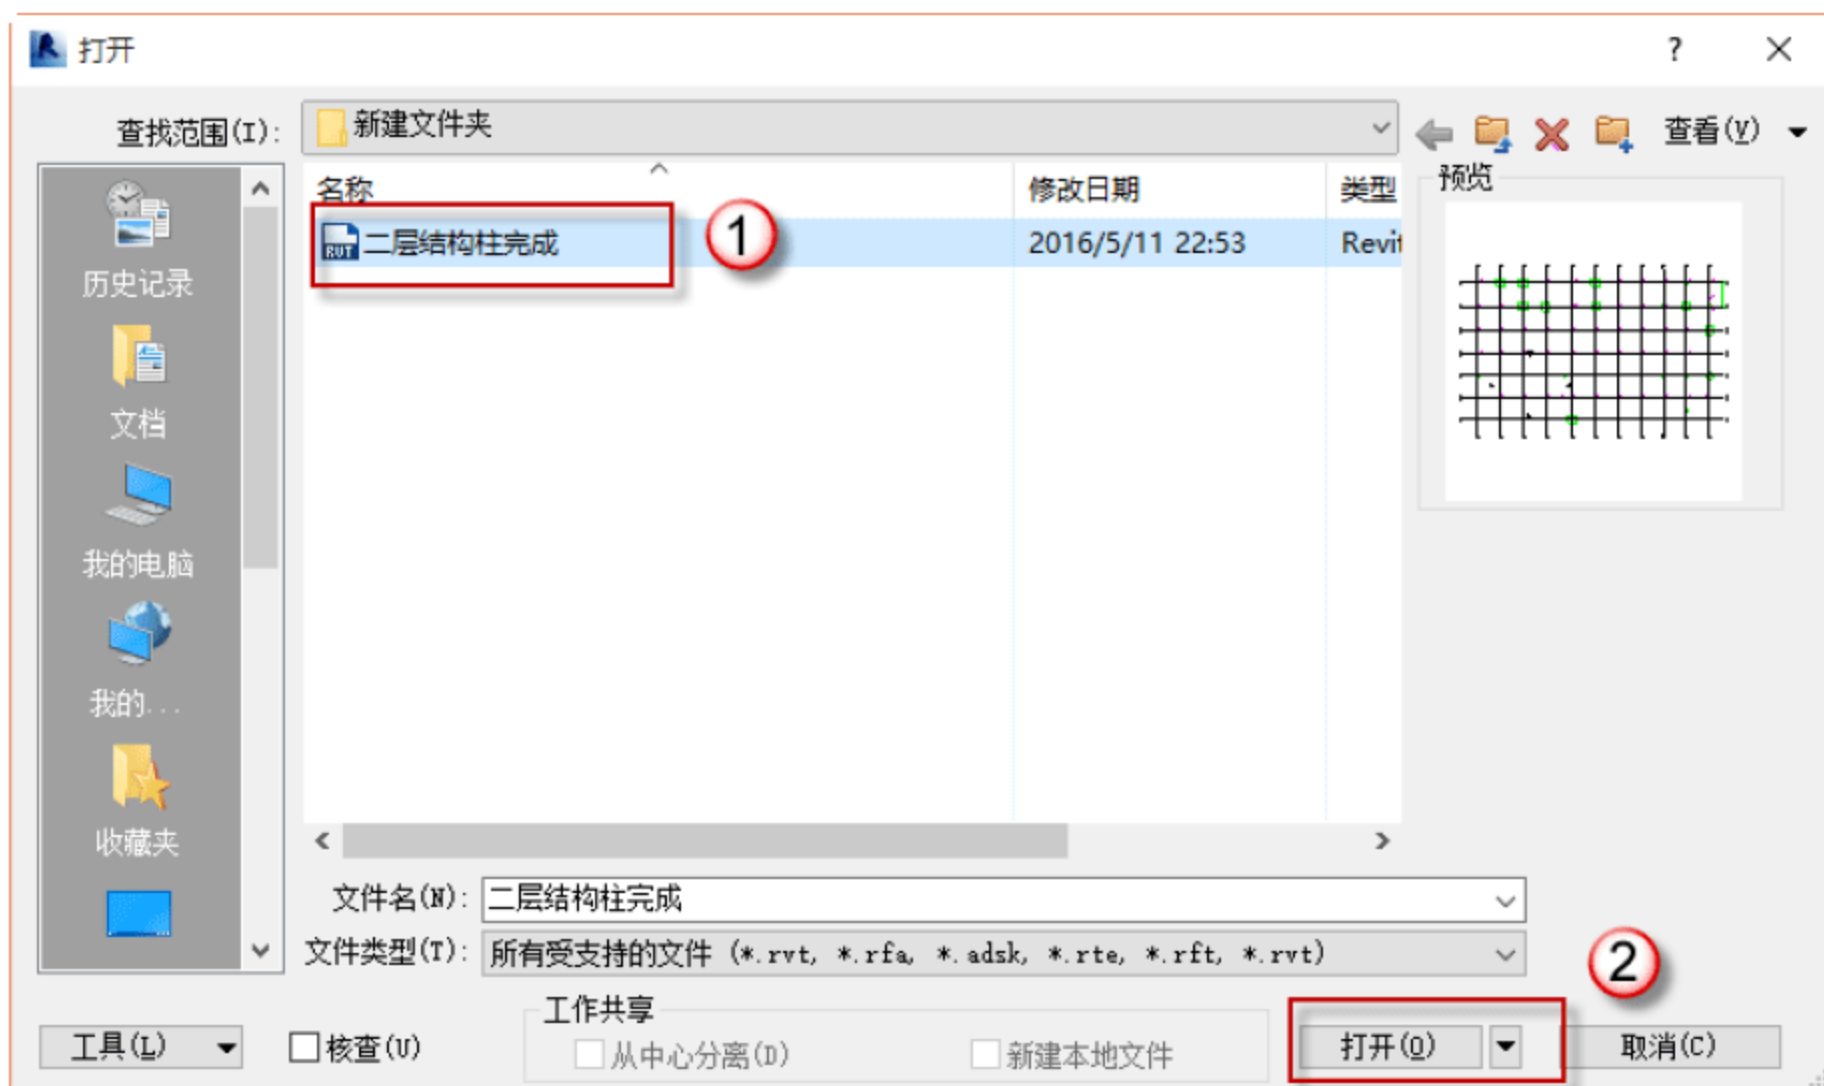 打开
?
查找范围(I):
新建文件夹
查看(V)
名称
修改日期
类型
预览
RVT
二层结构柱完成
2016/5/11 22:53
Revit
1
历史记录
文档
我的电脑
我的...
收藏夹
文件名(N):
二层结构柱完成
文件类型(T):
所有受支持的文件 (*.rvt, *.rfa, *.adsk, *.rte, *.rft, *.rvt)
2
工作共享
工具(L)
核查(U)
从中心分离(D)
新建本地文件
打开(O)
取消(C)